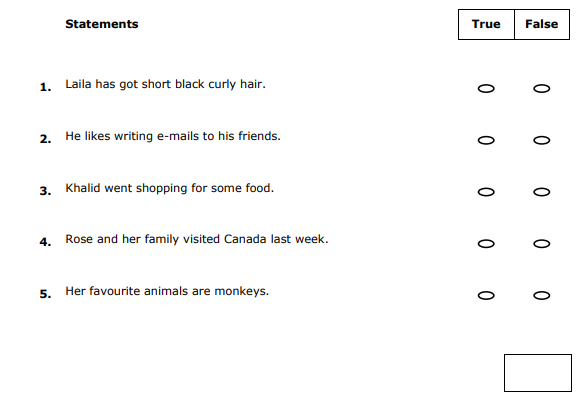 Statements True False
1. Laila has got short black curly hair.
2. He likes writing e-mails to his friends.
3. Khalid went shopping for some food.
4. Rose and her family visited Canada last week.
5. Her favourite animals are monkeys.